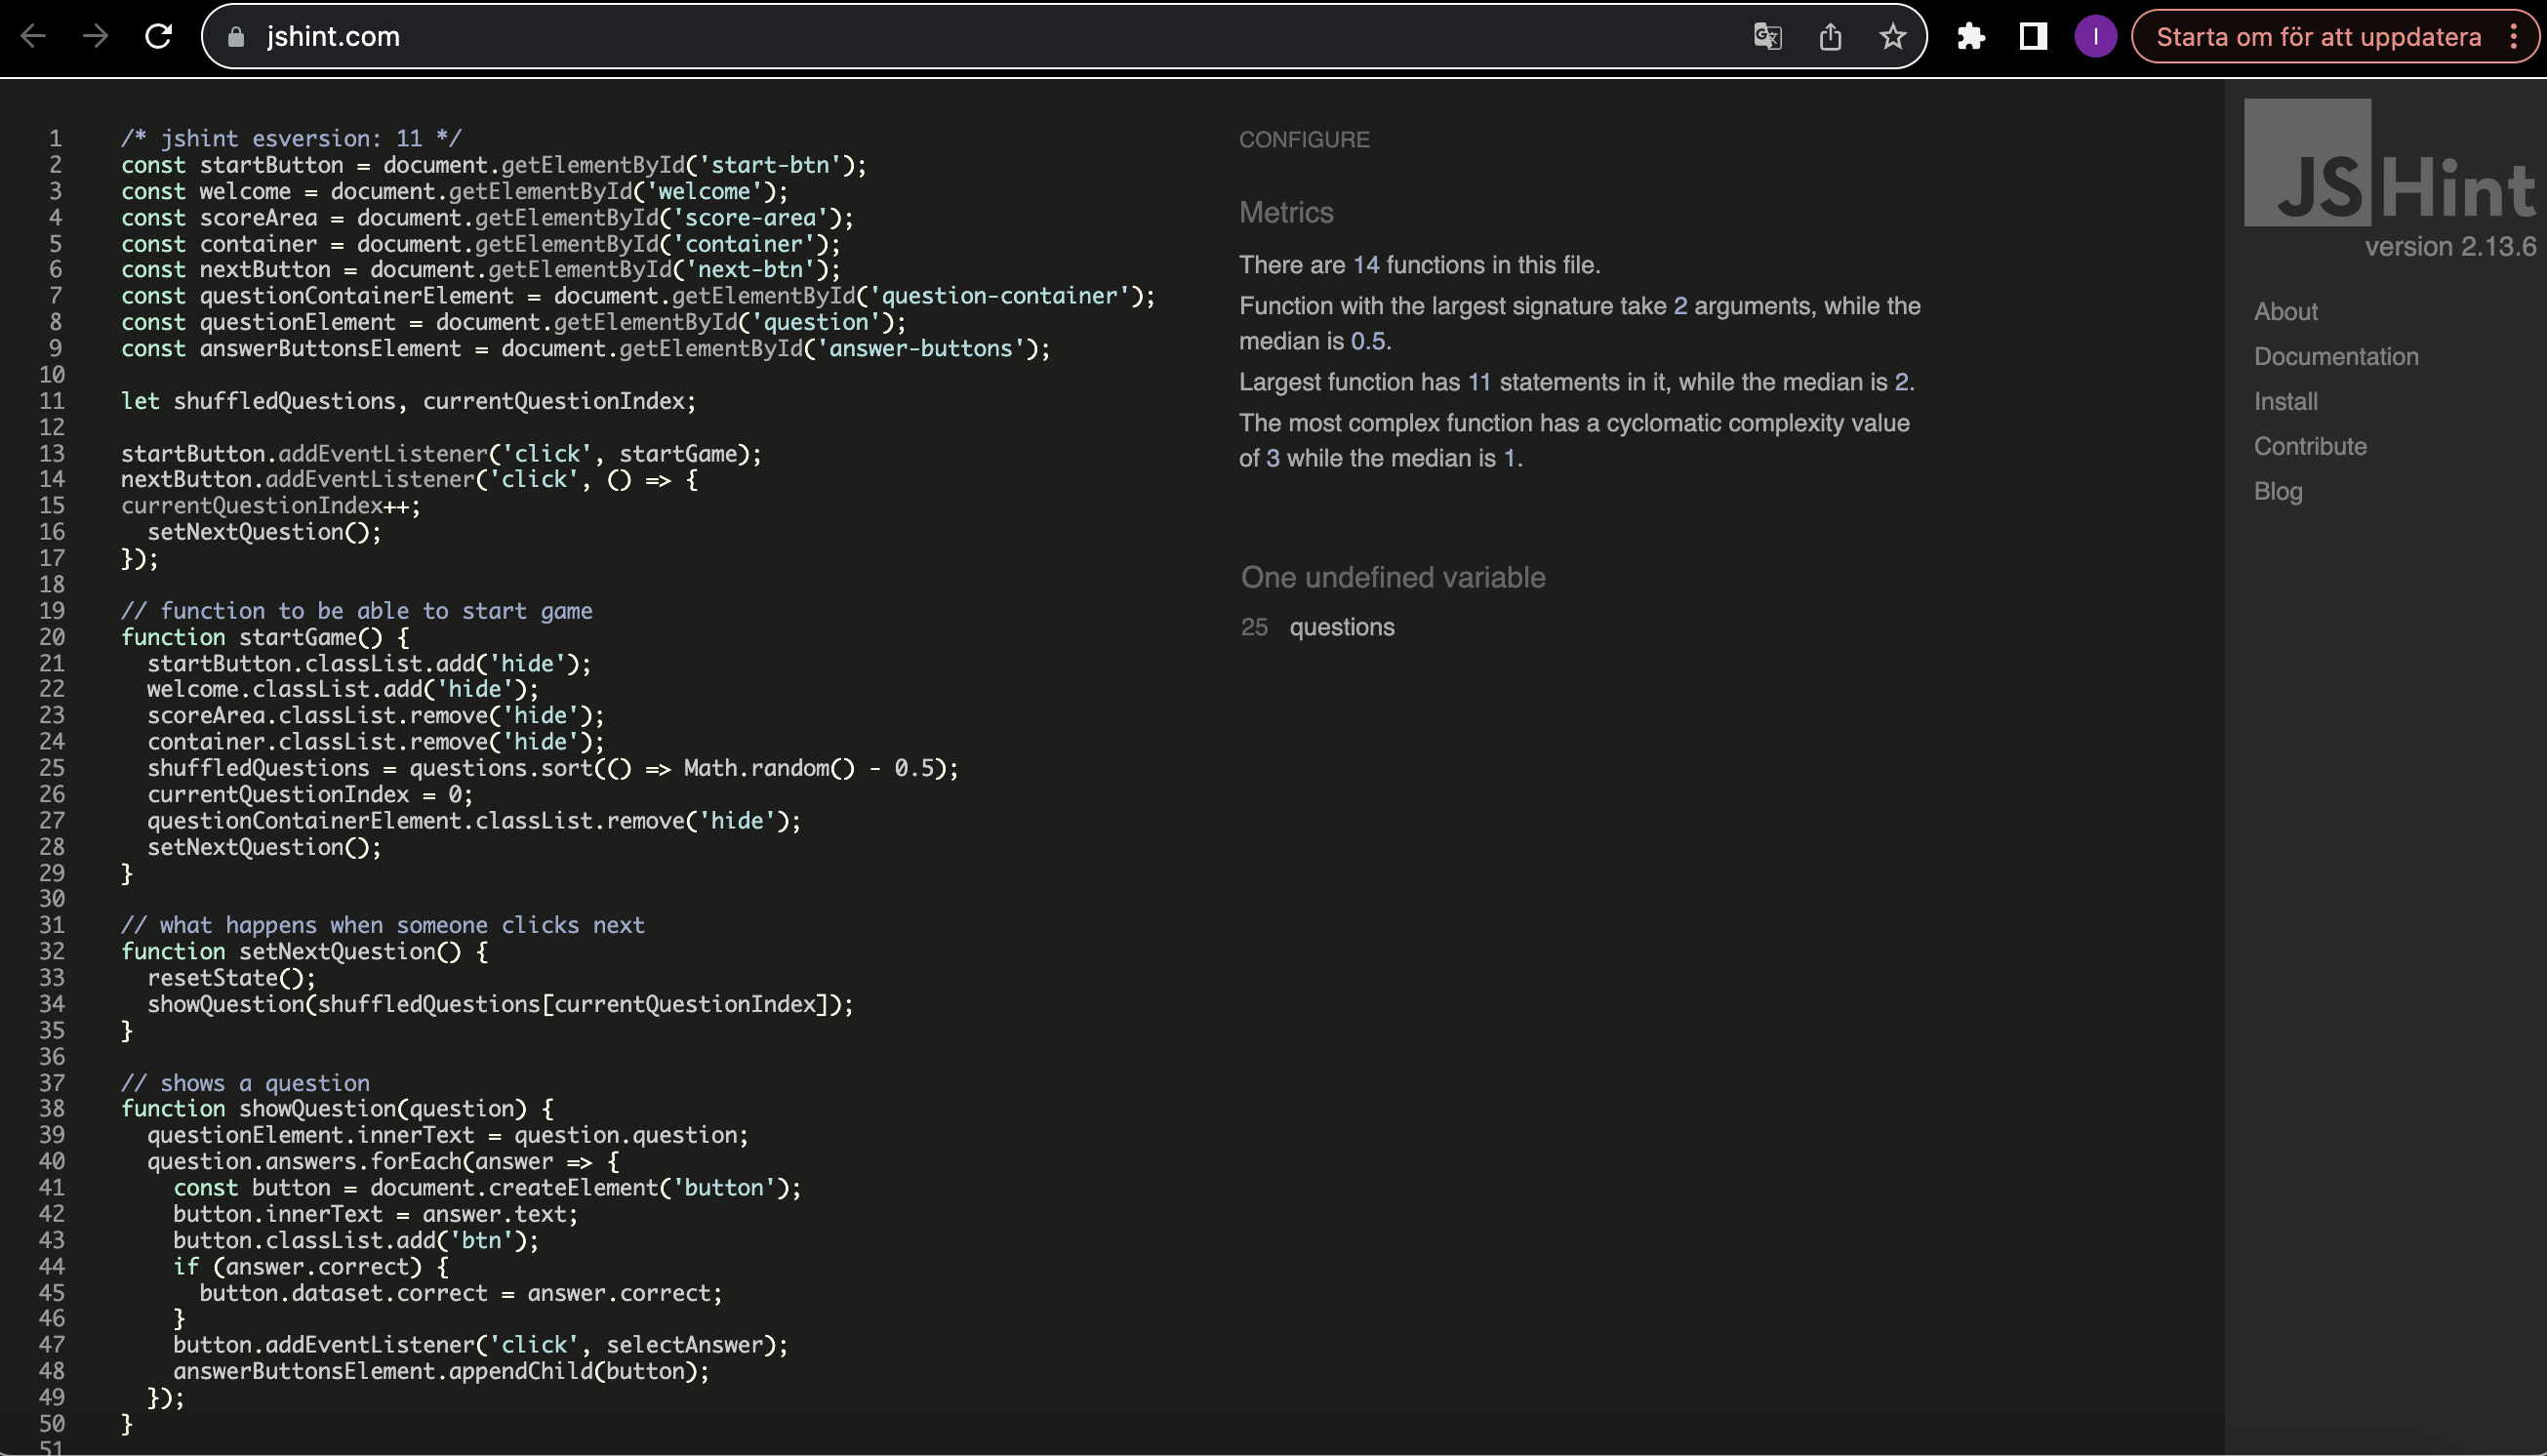 jshint.com
Starta om för att uppdatera
1 /* jshint esversion: 11 */
2 const startButton = document.getElementById('start-btn');
3 const welcome = document.getElementById('welcome');
4 const scoreArea = document.getElementById('score-area');
5 const container = document.getElementById('container');
6 const nextButton = document.getElementById('next-btn');
7 const questionContainerElement = document.getElementById('question-container');
8 const questionElement = document.getElementById('question');
9 const answerButtonsElement = document.getElementById('answer-buttons');
10
11 let shuffledQuestions, currentQuestionIndex;
12
13 startButton.addEventListener('click', startGame);
14 nextButton.addEventListener('click', () => {
15 currentQuestionIndex++;
16   setNextQuestion();
17 });
18
19 // function to be able to start game
20 function startGame() {
21   startButton.classList.add('hide');
22   welcome.classList.add('hide');
23   scoreArea.classList.remove('hide');
24   container.classList.remove('hide');
25   shuffledQuestions = questions.sort(() => Math.random() - 0.5);
26   currentQuestionIndex = 0;
27   questionContainerElement.classList.remove('hide');
28   setNextQuestion();
29 }
30
31 // what happens when someone clicks next
32 function setNextQuestion() {
33   resetState();
34   showQuestion(shuffledQuestions[currentQuestionIndex]);
35 }
36
37 // shows a question
38 function showQuestion(question) {
39   questionElement.innerText = question.question;
40   question.answers.forEach(answer => {
41     const button = document.createElement('button');
42     button.innerText = answer.text;
43     button.classList.add('btn');
44     if (answer.correct) {
45       button.dataset.correct = answer.correct;
46     }
47     button.addEventListener('click', selectAnswer);
48     answerButtonsElement.appendChild(button);
49   });
50 }
51
CONFIGURE
Metrics
There are 14 functions in this file.
Function with the largest signature take 2 arguments, while the
median is 0.5.
Largest function has 11 statements in it, while the median is 2.
The most complex function has a cyclomatic complexity value
of 3 while the median is 1.
One undefined variable
25 questions
JSHint
version 2.13.6
About
Documentation
Install
Contribute
Blog
I